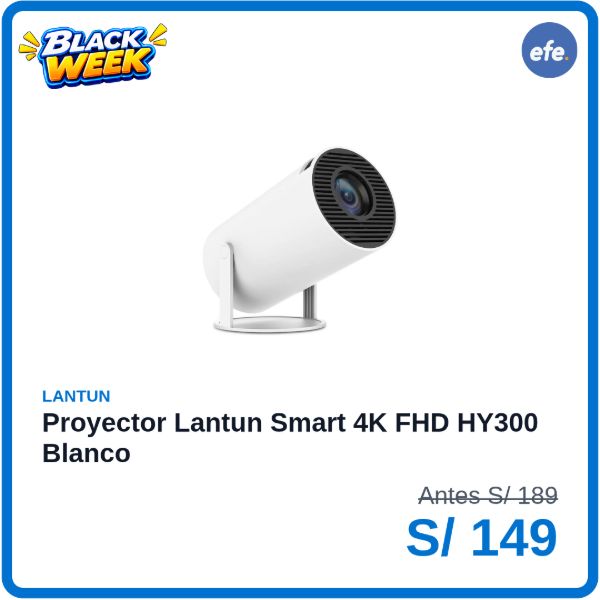 BLACK
WEEK
efe.
LANTUN
Proyector Lantun Smart 4K FHD HY300
Blanco
Antes S/ 189
S/ 149